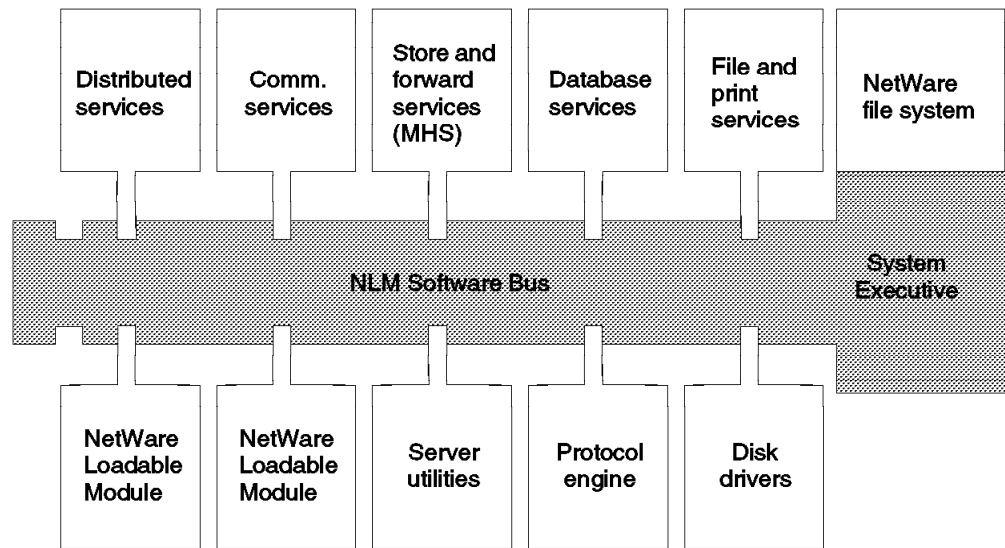 Distributed
services
Comm.
services
Store and
forward
services
(MHS)
Database
services
File and
print
services
NetWare
file system
NLM Software Bus
System
Executive
NetWare
Loadable
Module
NetWare
Loadable
Module
Server
utilities
Protocol
engine
Disk
drivers